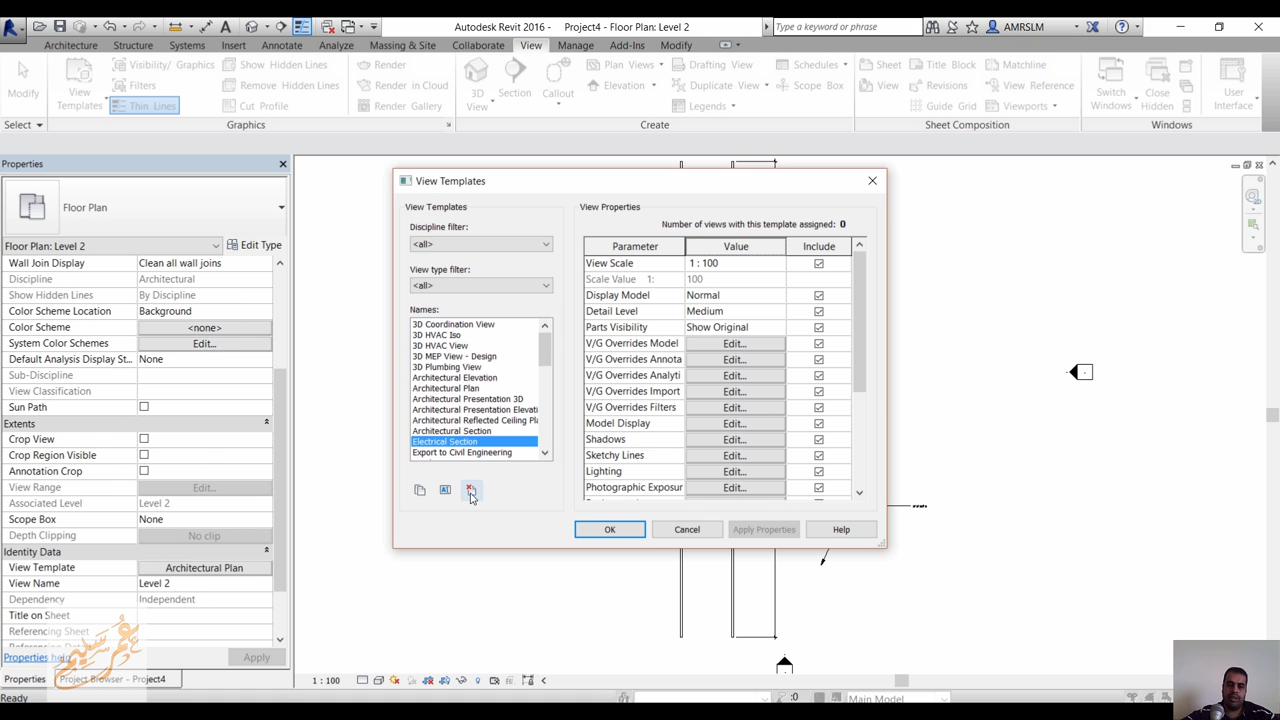 Autodesk Revit 2016 - Project4 - Floor Plan: Level 2
Type a keyword or phrase
AMRSLM
Architecture Structure Systems Insert Annotate Analyze Massing & Site Collaborate View Manage Add-Ins Modify
Modify
View Templates
Visibility/ Graphics
Filters
Thin Lines
Show Hidden Lines
Remove Hidden Lines
Cut Profile
Render
Render in Cloud
Render Gallery
3D View
Section
Callout
Plan Views
Elevation
Drafting View
Duplicate View
Legends
Schedules
Scope Box
Sheet
View
Title Block
Revisions
Guide Grid
Matchline
View Reference
Viewports
Switch Windows
Close Hidden
User Interface
Select
Graphics
Create
Sheet Composition
Windows
Properties
Floor Plan
Floor Plan: Level 2
Edit Type
Wall Join Display Clean all wall joins
Discipline Architectural
Show Hidden Lines By Discipline
Color Scheme Location Background
Color Scheme <none>
System Color Schemes Edit...
Default Analysis Display St... None
Sub-Discipline
View Classification
Sun Path
Extents
Crop View
Crop Region Visible
Annotation Crop
View Range Edit...
Associated Level Level 2
Scope Box None
Depth Clipping No clip
Identity Data
View Template Architectural Plan
View Name Level 2
Dependency Independent
Title on Sheet
Referencing Sheet
Properties help
Apply
Properties Project Browser - Project4
Ready
عمر سليم
View Templates
View Templates
Discipline filter:
<all>
View type filter:
<all>
Names:
3D Coordination View
3D HVAC Iso
3D HVAC View
3D MEP View - Design
3D Plumbing View
Architectural Elevation
Architectural Plan
Architectural Presentation 3D
Architectural Presentation Elevati
Architectural Reflected Ceiling Pla
Architectural Section
Electrical Section
Export to Civil Engineering
View Properties
Number of views with this template assigned: 0
Parameter Value Include
View Scale 1 : 100
Scale Value 1: 100
Display Model Normal
Detail Level Medium
Parts Visibility Show Original
V/G Overrides Model Edit...
V/G Overrides Annota Edit...
V/G Overrides Analyti Edit...
V/G Overrides Import Edit...
V/G Overrides Filters Edit...
Model Display Edit...
Shadows Edit...
Sketchy Lines Edit...
Lighting Edit...
Photographic Exposur Edit...
OK Cancel Apply Properties Help
1 : 100
:0
Main Model